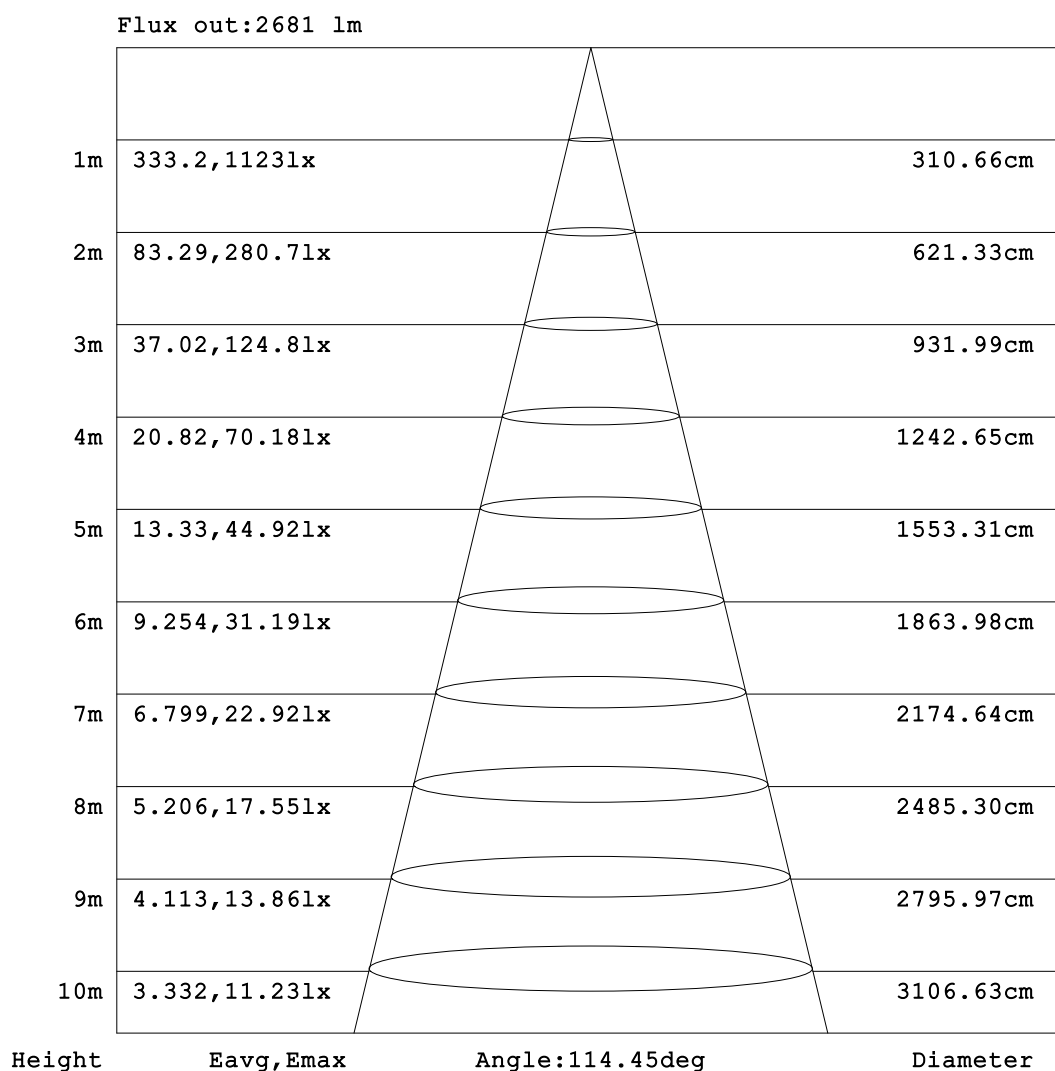 Flux out:2681 lm
1m 333.2,1123lx 310.66cm
2m 83.29,280.7lx 621.33cm
3m 37.02,124.8lx 931.99cm
4m 20.82,70.18lx 1242.65cm
5m 13.33,44.92lx 1553.31cm
6m 9.254,31.19lx 1863.98cm
7m 6.799,22.92lx 2174.64cm
8m 5.206,17.55lx 2485.30cm
9m 4.113,13.86lx 2795.97cm
10m 3.332,11.23lx 3106.63cm
Height Eavg,Emax Angle:114.45deg Diameter